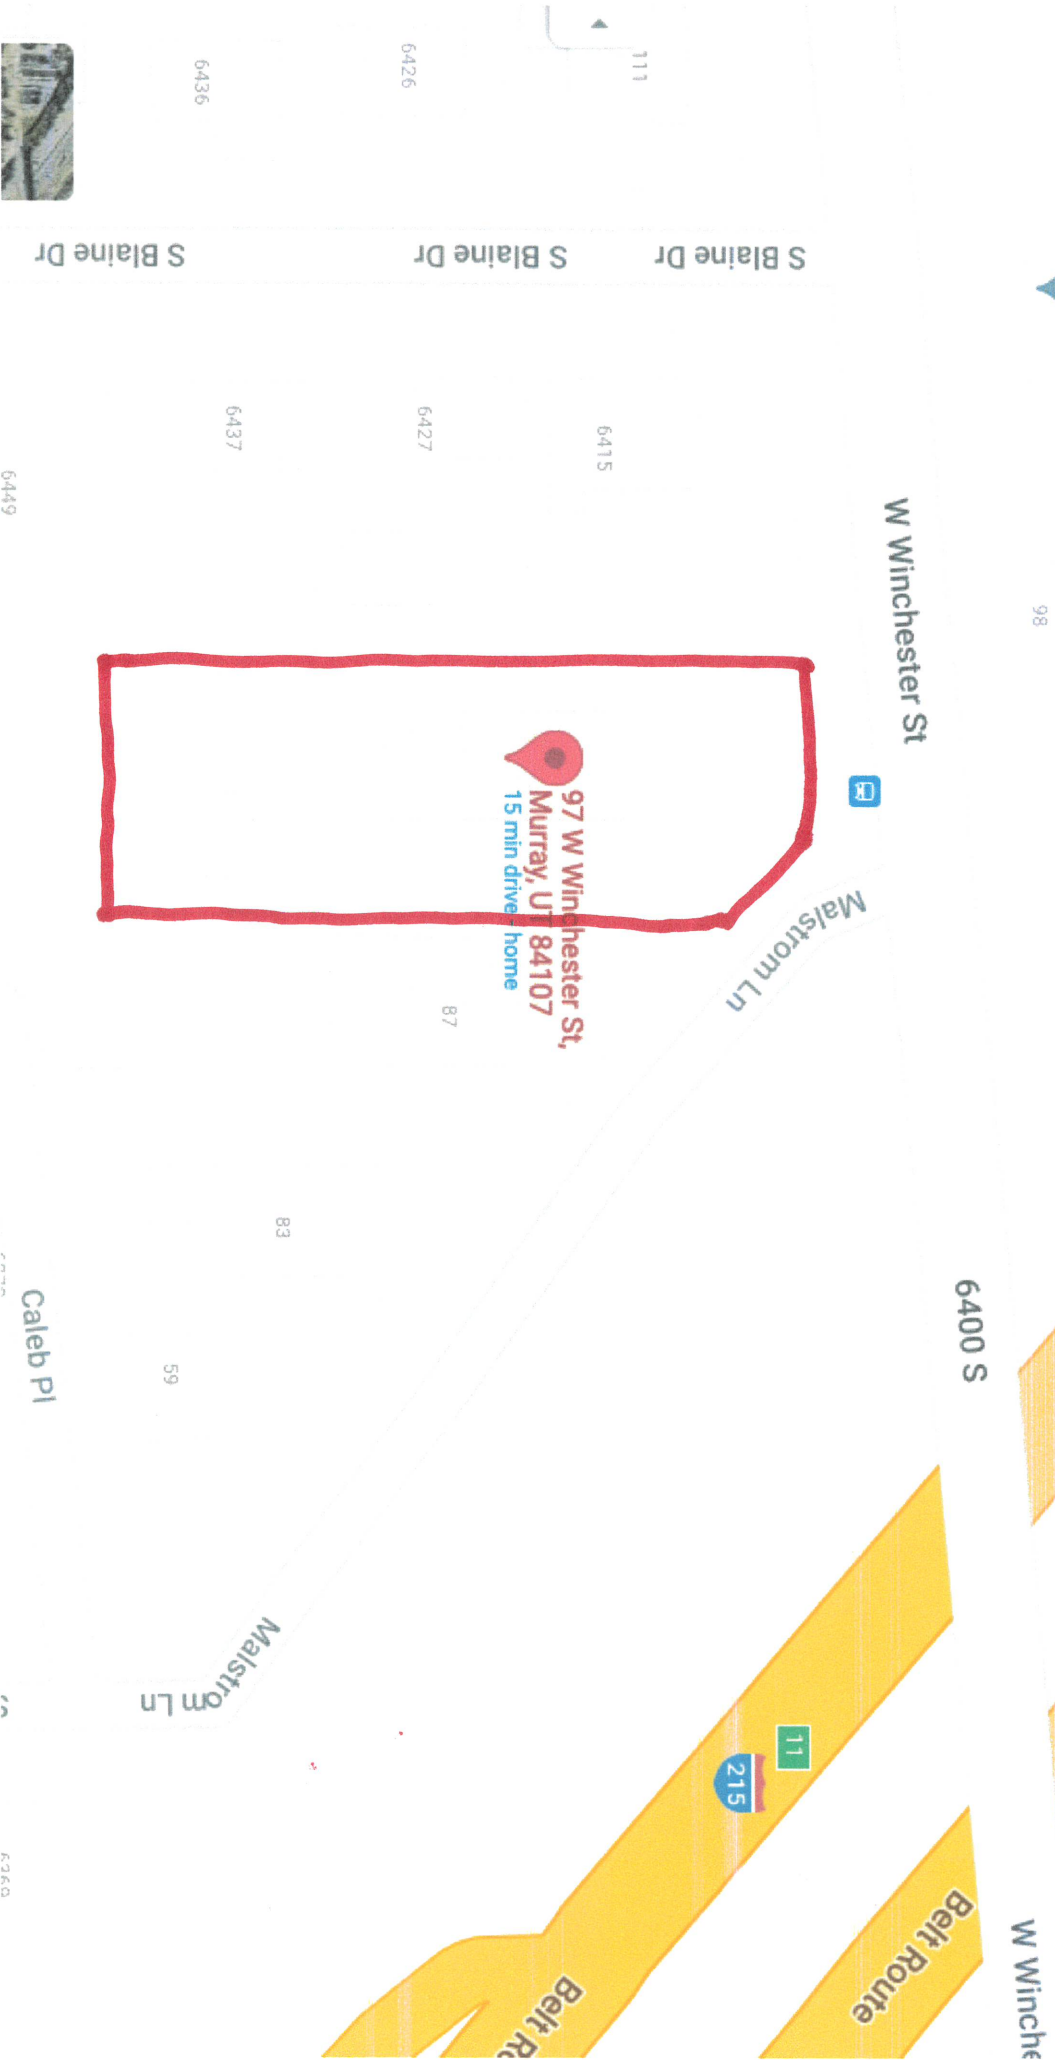 98
W Winchester St
6400 S
W Winche
111
6415
Malstrom Ln
11
215
Belt Route
97 W Winchester St,
Murray, UT 84107
15 min drive - home
87
Belt Ro
6426
6427
83
6436
6437
59
Malstrom Ln
S Blaine Dr
S Blaine Dr
S Blaine Dr
6449
Caleb Pl